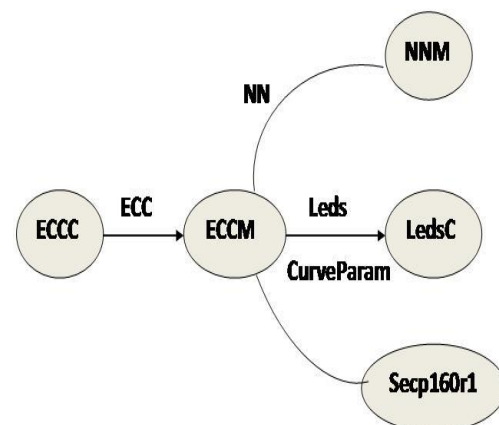 NNM
NN
ECC
Leds
ECCC
ECCM
LedsC
CurveParam
Secp160r1